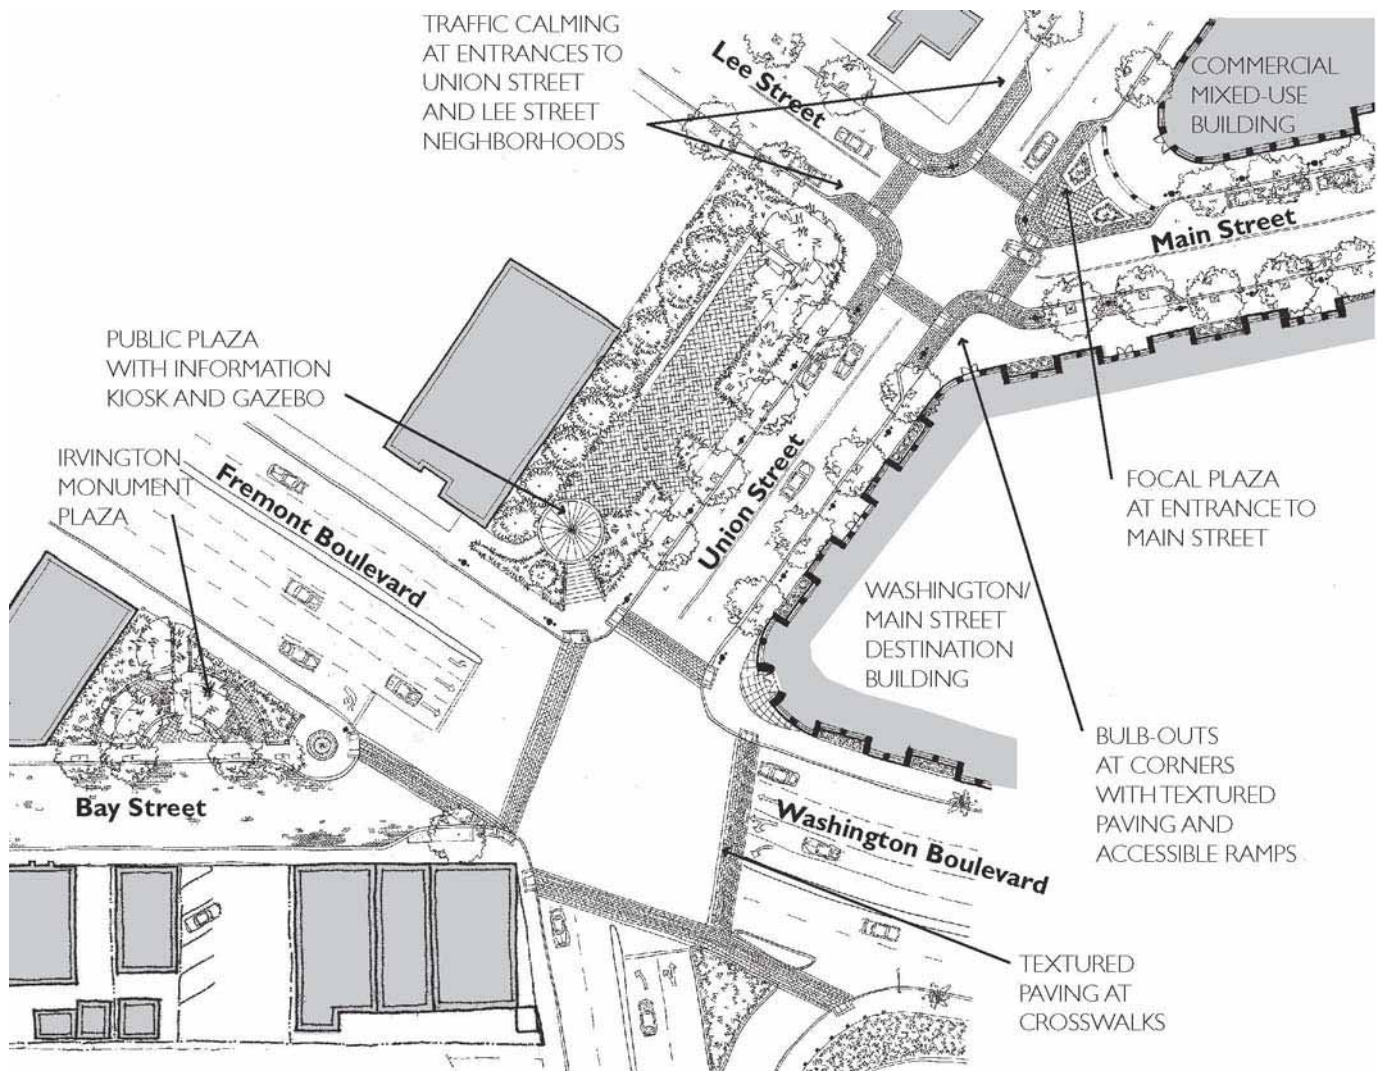 TRAFFIC CALMING
AT ENTRANCES TO
UNION STREET
AND LEE STREET
NEIGHBORHOODS
Lee Street
COMMERCIAL
MIXED-USE
BUILDING
Main Street
PUBLIC PLAZA
WITH INFORMATION
KIOSK AND GAZEBO
IRVINGTON
MONUMENT
PLAZA
Fremont Boulevard
Union Street
FOCAL PLAZA
AT ENTRANCE TO
MAIN STREET
WASHINGTON/
MAIN STREET
DESTINATION
BUILDING
BULB-OUTS
AT CORNERS
WITH TEXTURED
PAVING AND
ACCESSIBLE RAMPS
Bay Street
Washington Boulevard
TEXTURED
PAVING AT
CROSSWALKS